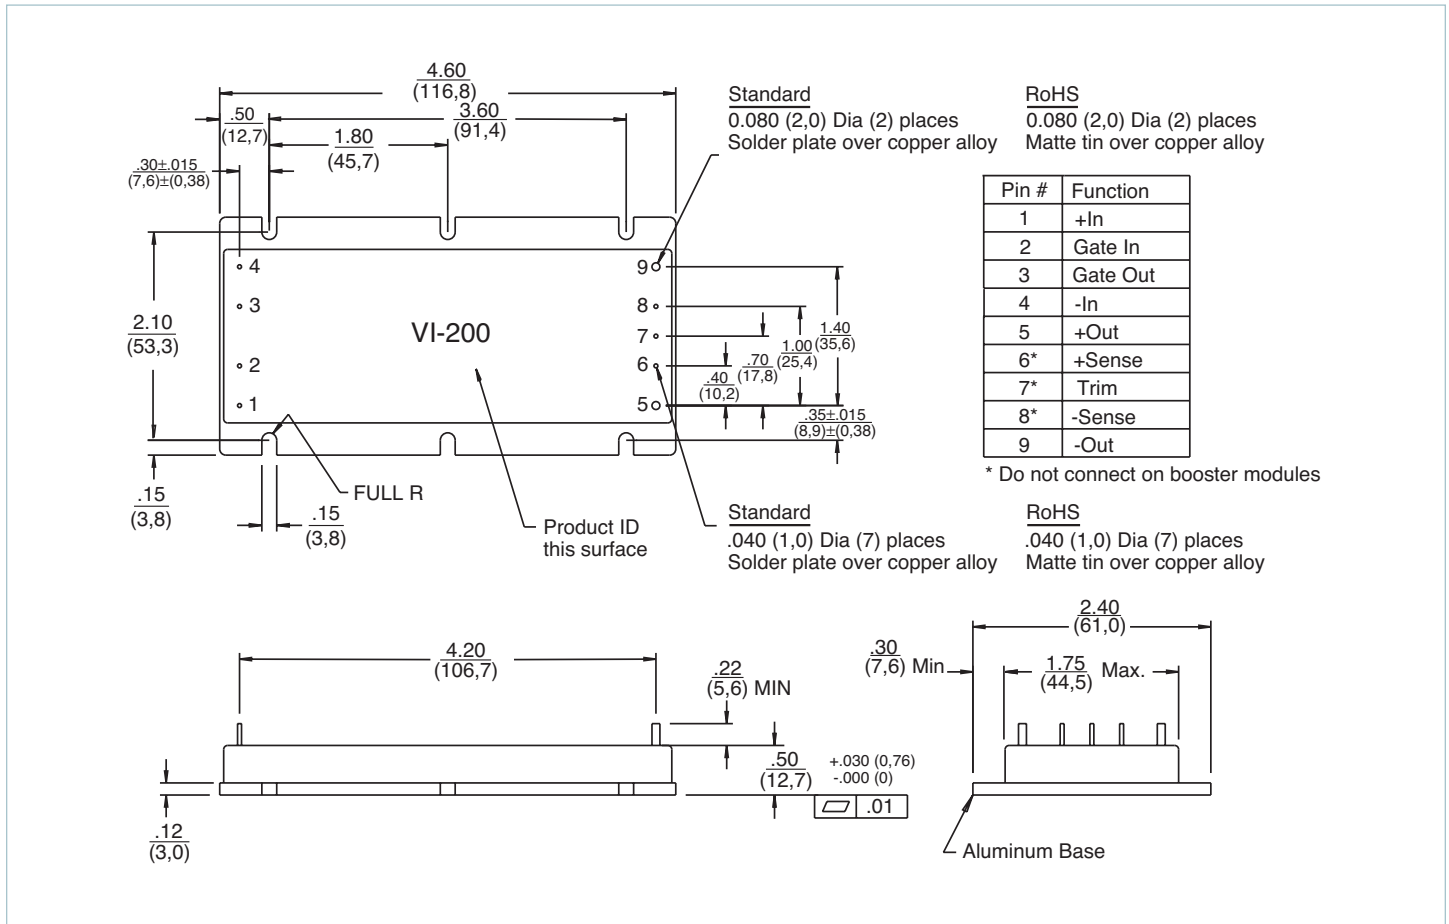 4.60
(116,8)
.50
(12,7)
3.60
(91,4)
1.80
(45,7)
.30±.015
(7,6)±(0,38)
Standard
0.080 (2,0) Dia (2) places
Solder plate over copper alloy
RoHS
0.080 (2,0) Dia (2) places
Matte tin over copper alloy
Pin # Function
1 +In
2 Gate In
3 Gate Out
4 -In
5 +Out
6* +Sense
7* Trim
8* -Sense
9 -Out
* Do not connect on booster modules
4
3
2
1
VI-200
9
8
7
6
5
2.10
(53,3)
1.40
(35,6)
1.00
(25,4)
.70
(17,8)
.40
(10,2)
.35±.015
(8,9)±(0,38)
.15
(3,8)
FULL R
.15
(3,8)
Product ID
this surface
Standard
.040 (1,0) Dia (7) places
Solder plate over copper alloy
RoHS
.040 (1,0) Dia (7) places
Matte tin over copper alloy
4.20
(106,7)
.22
(5,6) MIN
.50
(12,7)
+.030 (0,76)
-.000 (0)
.01
.12
(3,0)
2.40
(61,0)
.30
(7,6) Min
1.75
(44,5)
Max.
Aluminum Base